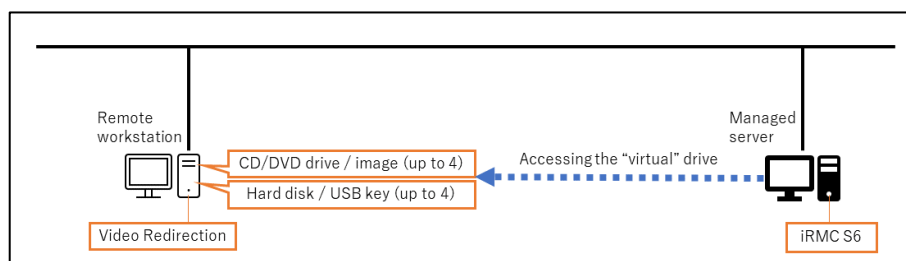 Remote
workstation
Managed
server
CD/DVD drive / image (up to 4)
Accessing the “virtual” drive
Hard disk / USB key (up to 4)
Video Redirection
iRMC S6